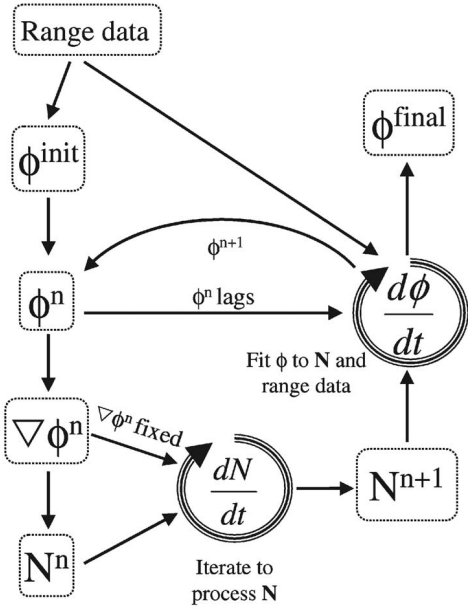 Range data
ϕ^init
ϕ^final
ϕ^n+1
ϕ^n
ϕ^n lags
dϕ/dt
Fit ϕ to N and
range data
▽ϕ^n
▽ϕ^n fixed
dN/dt
N^n+1
N^n
Iterate to
process N